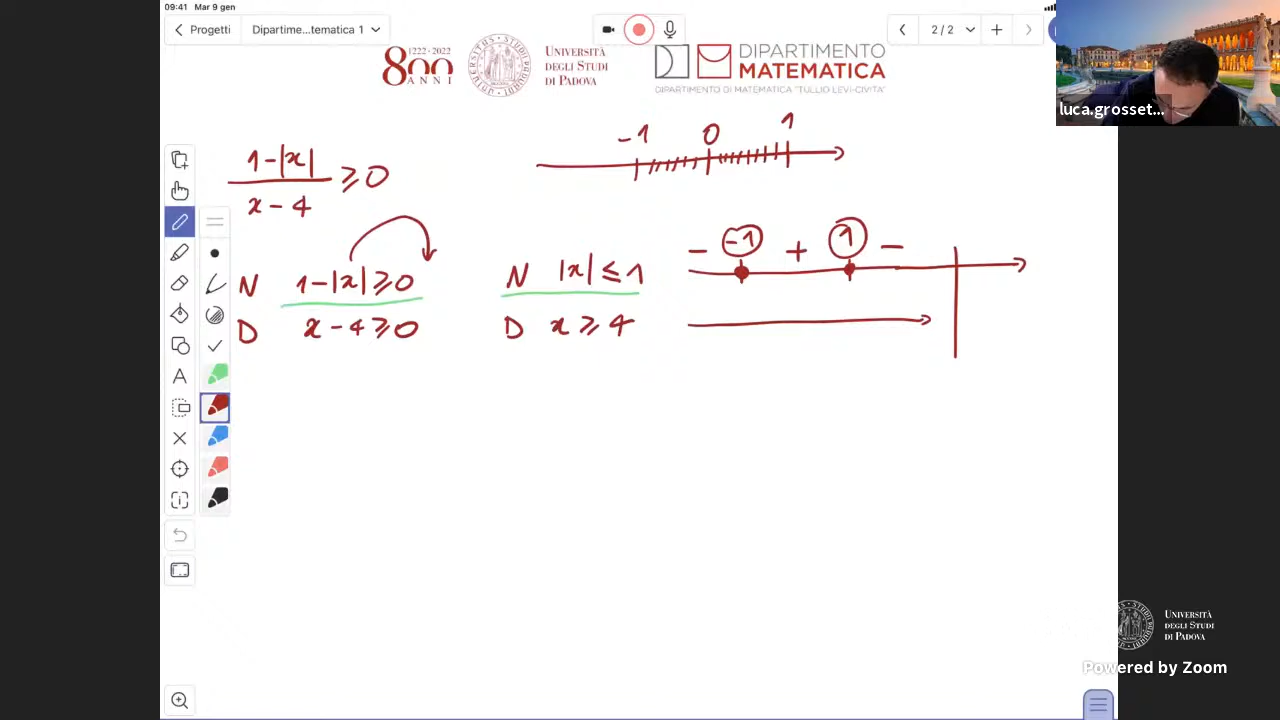 09:41 Mar 9 gen
Progetti
Dipartime...tematica 1
2/2
1222·2022
800
ANNI
UNIVERSITÀ
DEGLI STUDI
DI PADOVA
DIPARTIMENTO
MATEMATICA
DIPARTIMENTO DI MATEMATICA "TULLIO LEVI-CIVITA"
luca.grosset...
-1 0 1
1-|x|
x-4
≥0
- -1 + 1 -
N 1-|x|≥0
N |x|≤1
D x-4≥0
D x≥4
A
UNIVERSITÀ
DEGLI STUDI
DI PADOVA
Powered by Zoom